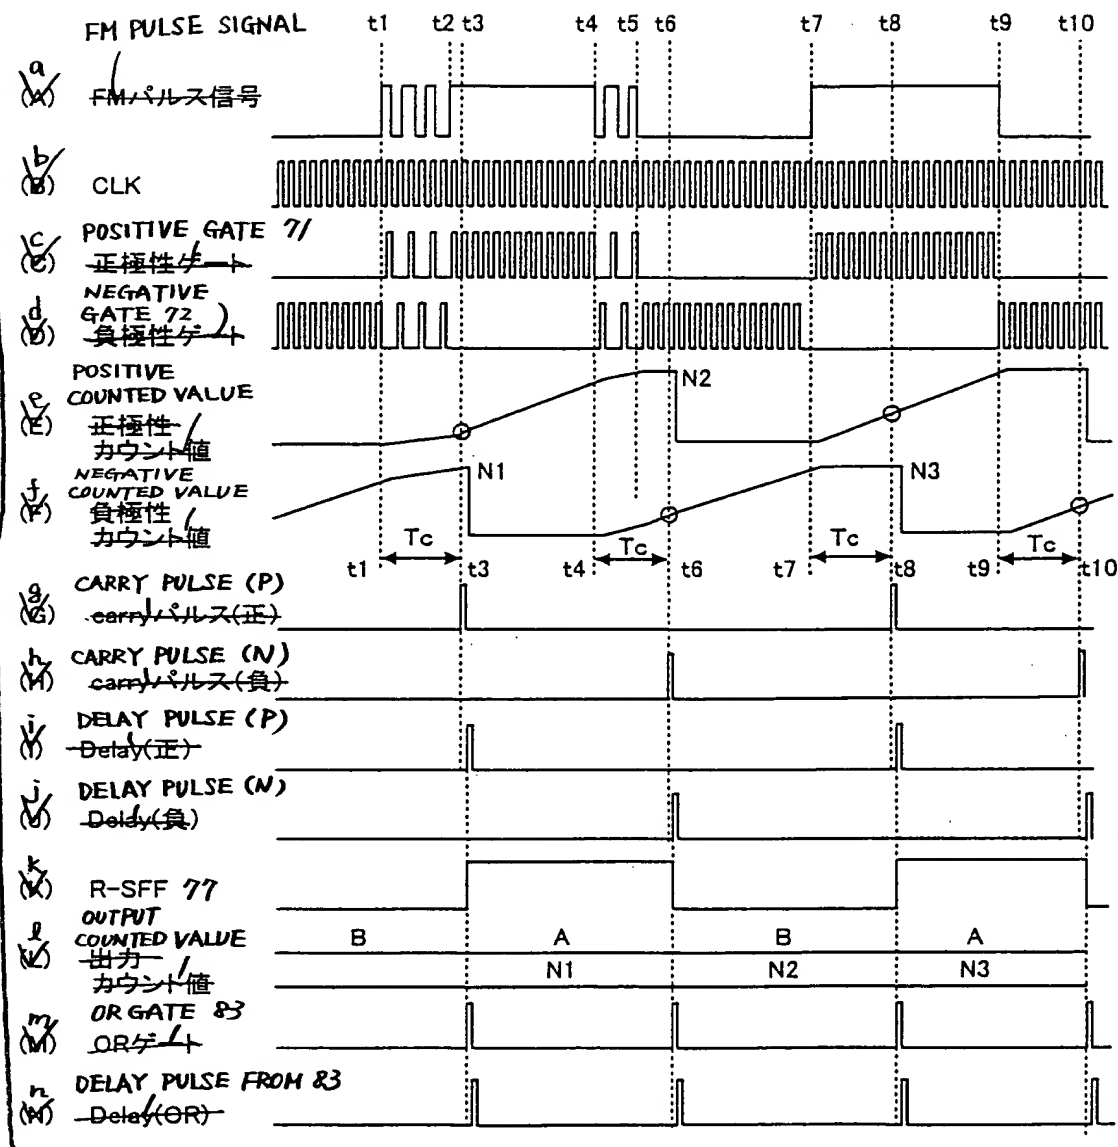 FM PULSE SIGNAL
t1 t2 t3 t4 t5 t6 t7 t8 t9 t10
a
(A) FMパルス信号
b
(B) CLK
c POSITIVE GATE 71
(C) 正極性ゲート
NEGATIVE
d GATE 72
(D) 負極性ゲート
POSITIVE
e COUNTED VALUE
(E) 正極性
カウント値
N2
NEGATIVE
f COUNTED VALUE
(F) 負極性
カウント値
N1 N3
Tc Tc Tc Tc
t1 t3 t4 t6 t7 t8 t9 t10
g CARRY PULSE (P)
(G) carryパルス(正)
h CARRY PULSE (N)
(H) carryパルス(負)
i DELAY PULSE (P)
(I) Delay(正)
j DELAY PULSE (N)
(J) Delay(負)
k
(K) R-SFF 77
OUTPUT
l COUNTED VALUE
(L) 出力
カウント値
B A B A
N1 N2 N3
m OR GATE 83
(M) ORゲート
n DELAY PULSE FROM 83
(N) Delay(OR)